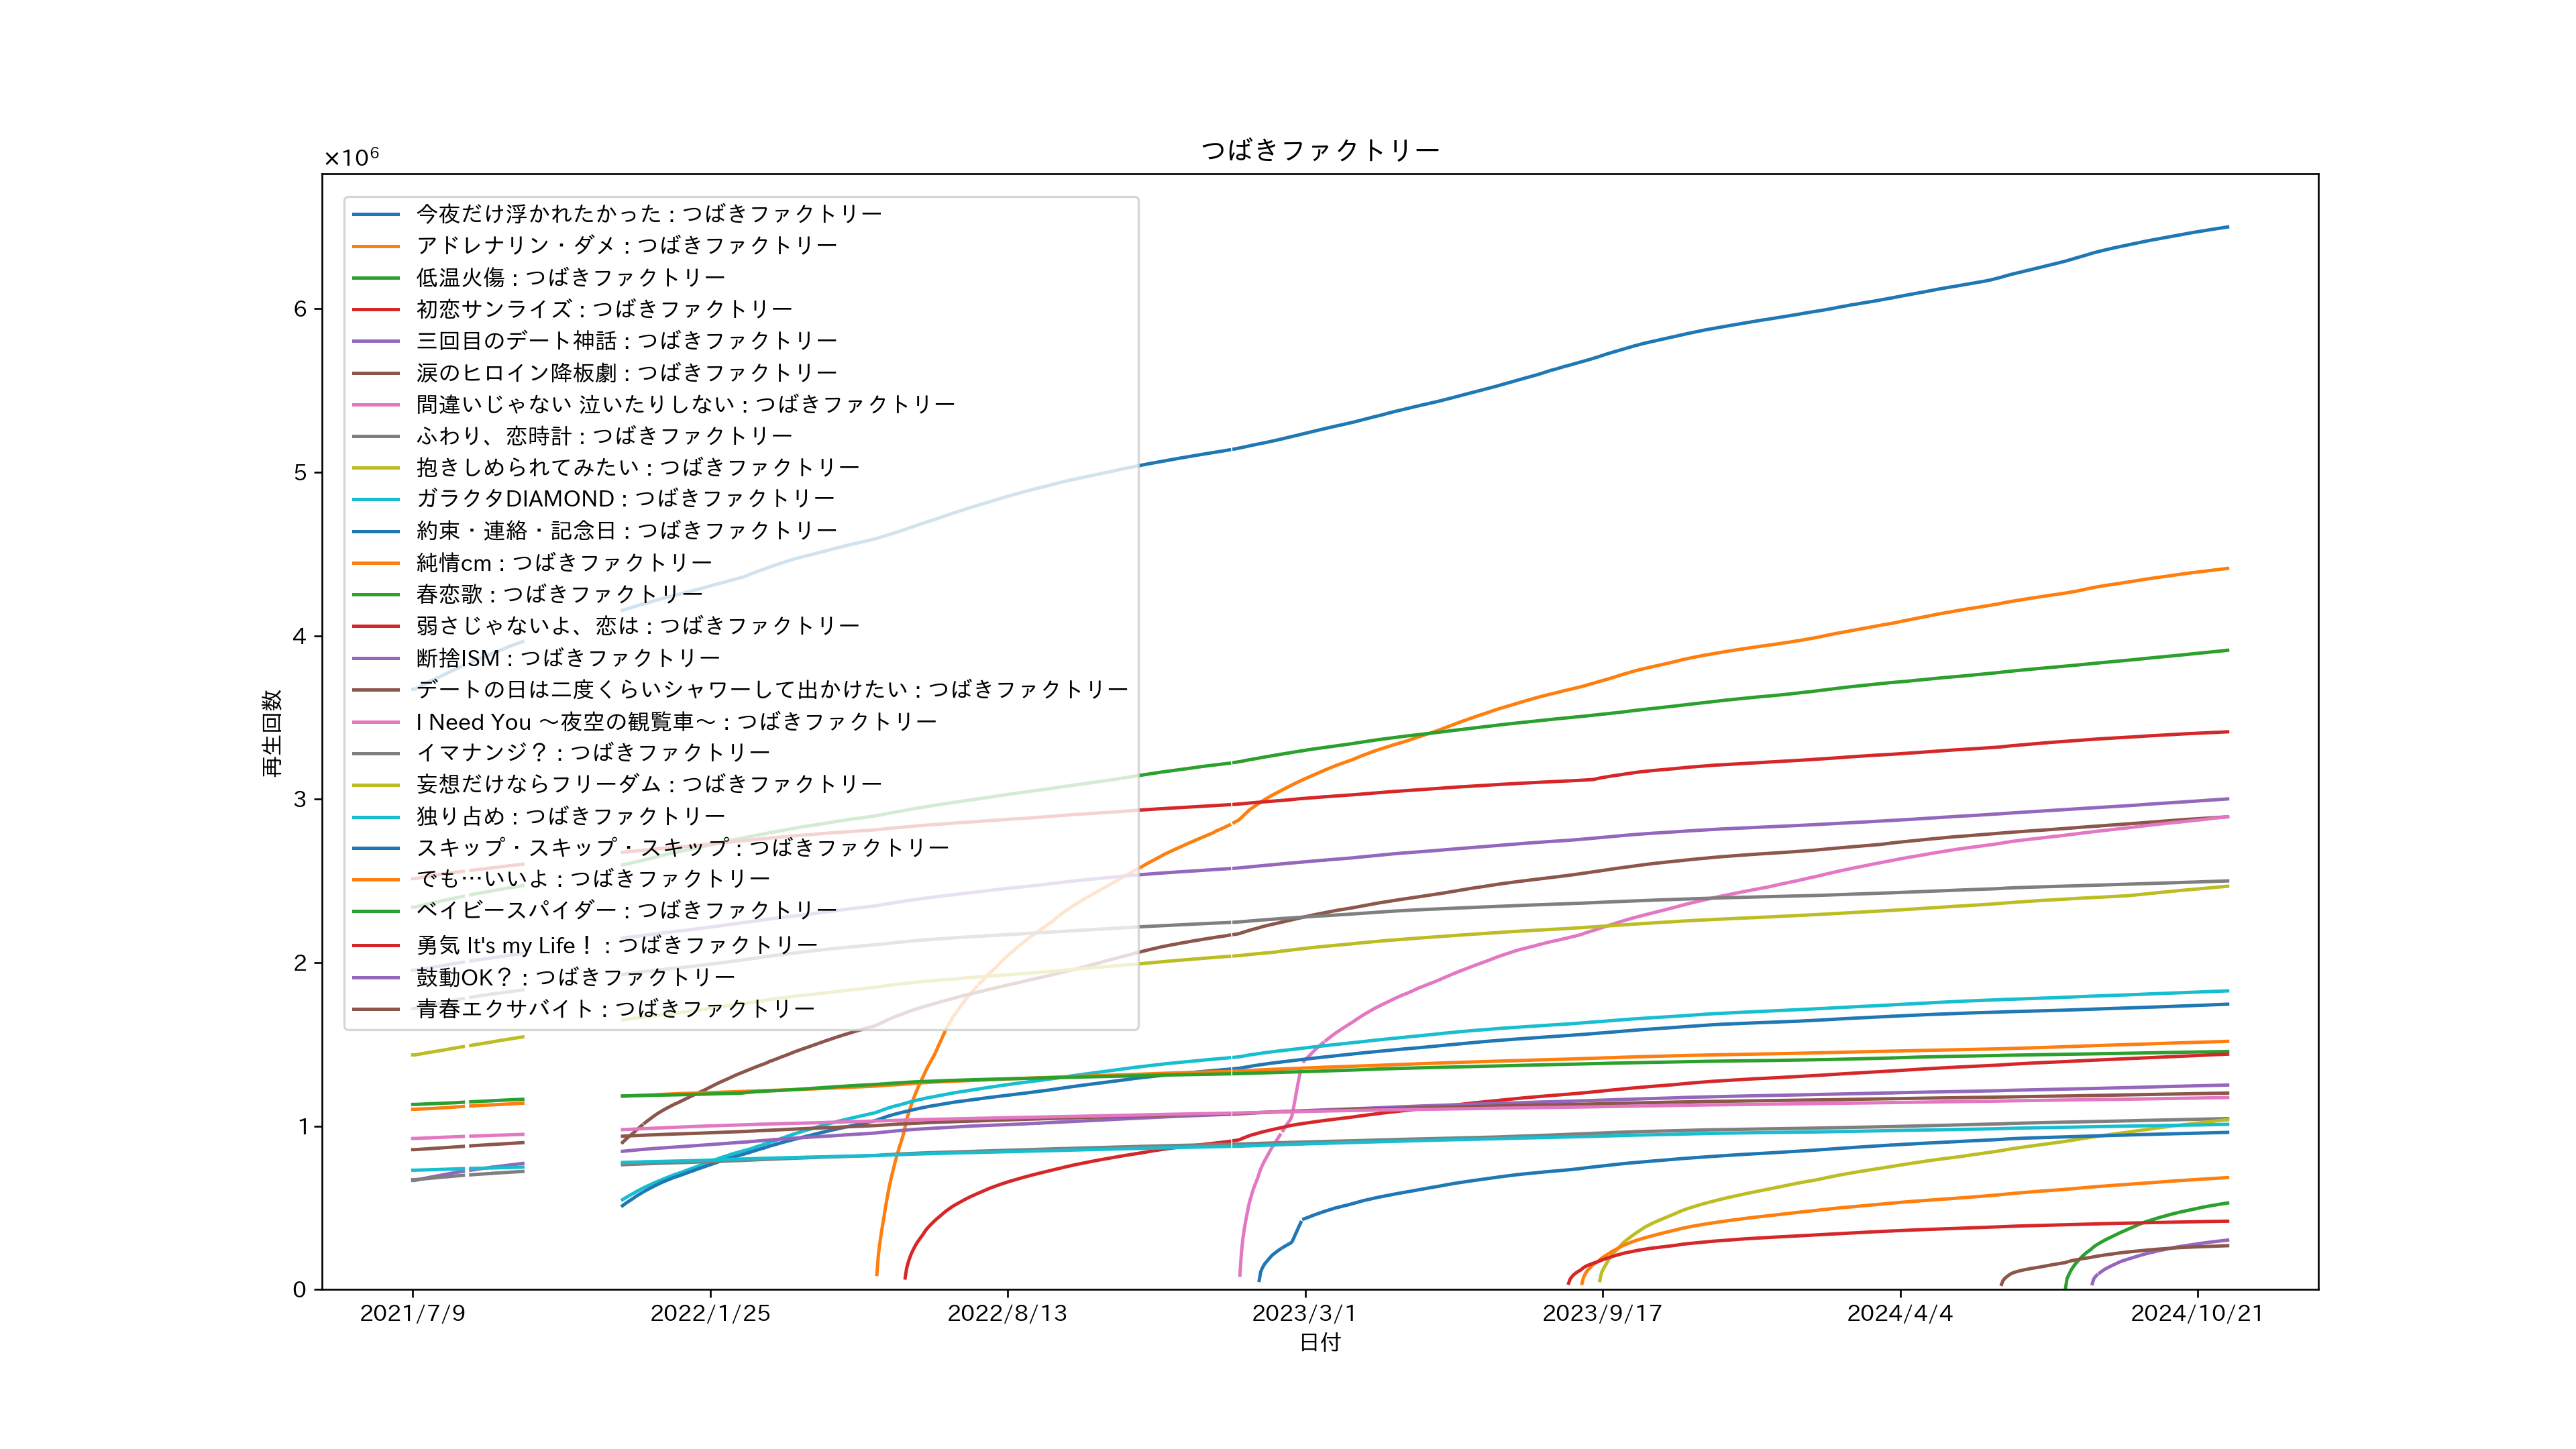 つばきファクトリー
×10⁶
今夜だけ浮かれたかった : つばきファクトリー
アドレナリン・ダメ : つばきファクトリー
低温火傷 : つばきファクトリー
初恋サンライズ : つばきファクトリー
三回目のデート神話 : つばきファクトリー
涙のヒロイン降板劇 : つばきファクトリー
間違いじゃない 泣いたりしない : つばきファクトリー
ふわり、恋時計 : つばきファクトリー
抱きしめられてみたい : つばきファクトリー
ガラクタDIAMOND : つばきファクトリー
約束・連絡・記念日 : つばきファクトリー
純情cm : つばきファクトリー
春恋歌 : つばきファクトリー
弱さじゃないよ、恋は : つばきファクトリー
断捨ISM : つばきファクトリー
デートの日は二度くらいシャワーして出かけたい : つばきファクトリー
I Need You 〜夜空の観覧車〜 : つばきファクトリー
イマナンジ？ : つばきファクトリー
妄想だけならフリーダム : つばきファクトリー
独り占め : つばきファクトリー
スキップ・スキップ・スキップ : つばきファクトリー
でも…いいよ : つばきファクトリー
ベイビースパイダー : つばきファクトリー
勇気 It's my Life！ : つばきファクトリー
鼓動OK？ : つばきファクトリー
青春エクサバイト : つばきファクトリー
6
5
4
3
2
1
0
再生回数
2021/7/9
2022/1/25
2022/8/13
2023/3/1
2023/9/17
2024/4/4
2024/10/21
日付